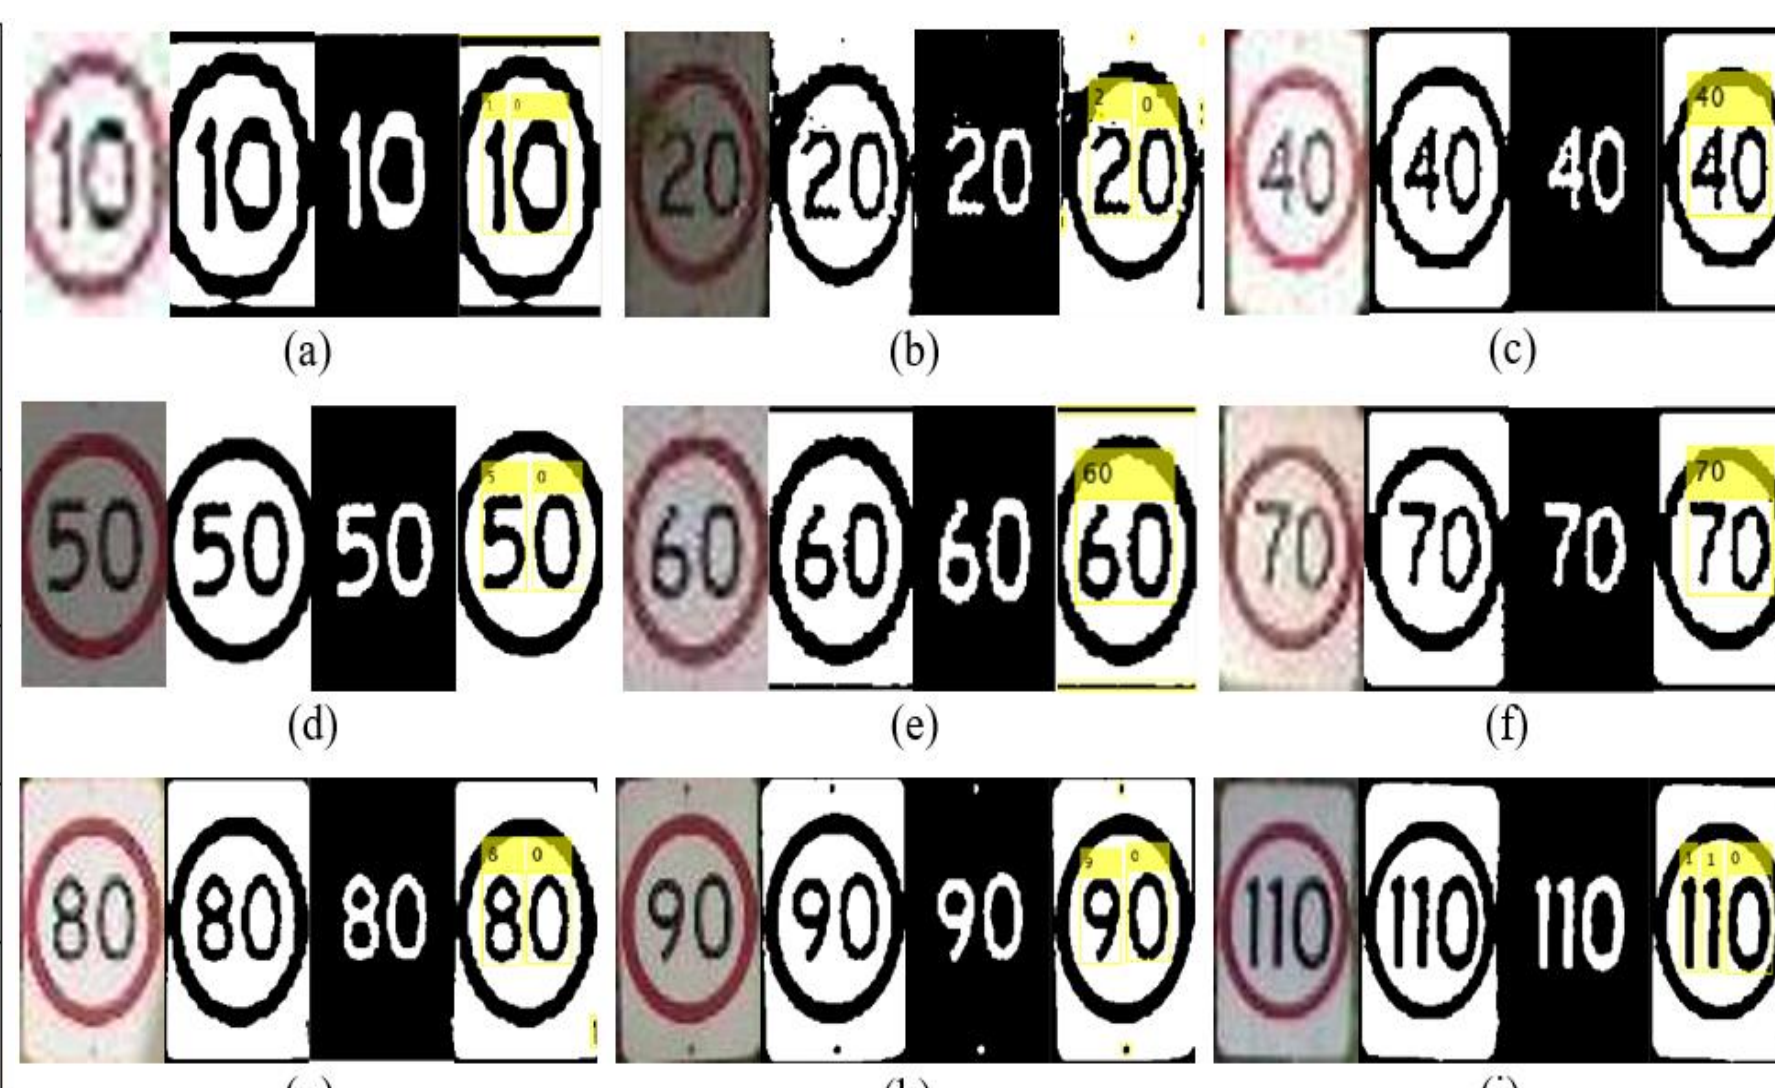 10 10 10 1 0 10
20 20 20 2 0 20
40 40 40 40 40
(a) (b) (c)
50 50 50 5 0 50
60 60 60 60 60
70 70 70 70 70
(d) (e) (f)
80 80 80 8 0 80
90 90 90 9 0 90
110 110 110 1 1 0 110